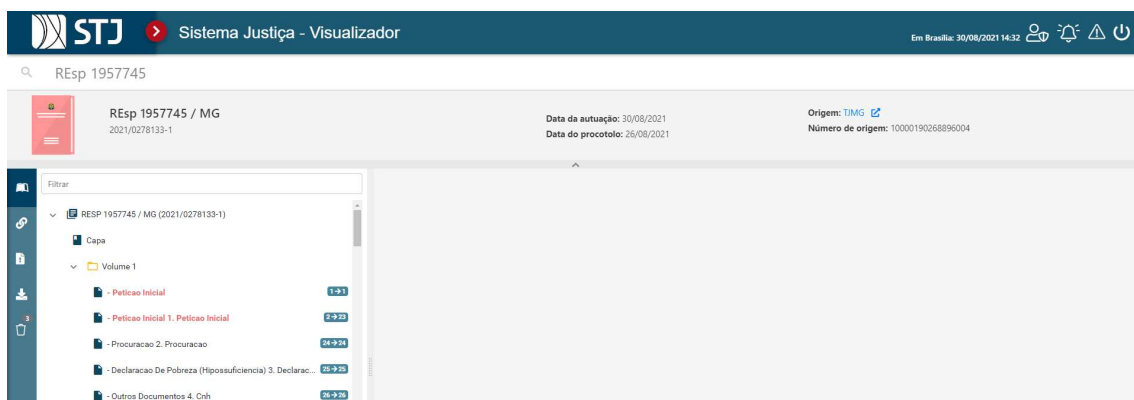 STJ
Sistema Justiça - Visualizador
Em Brasília: 30/08/2021 14:32
REsp 1957745
REsp 1957745 / MG
2021/0278133-1
Data da autuação: 30/08/2021
Data do procotolo: 26/08/2021
Origem: TJMG
Número de origem: 10000190268896004
Filtrar
RESP 1957745 / MG (2021/0278133-1)
Capa
Volume 1
- Peticao Inicial 1→1
- Peticao Inicial 1. Peticao Inicial 2→23
- Procuracao 2. Procuracao 24→24
3
- Declaracao De Pobreza (Hipossuficiencia) 3. Declarac... 25→25
- Outros Documentos 4. Cnh 26→26